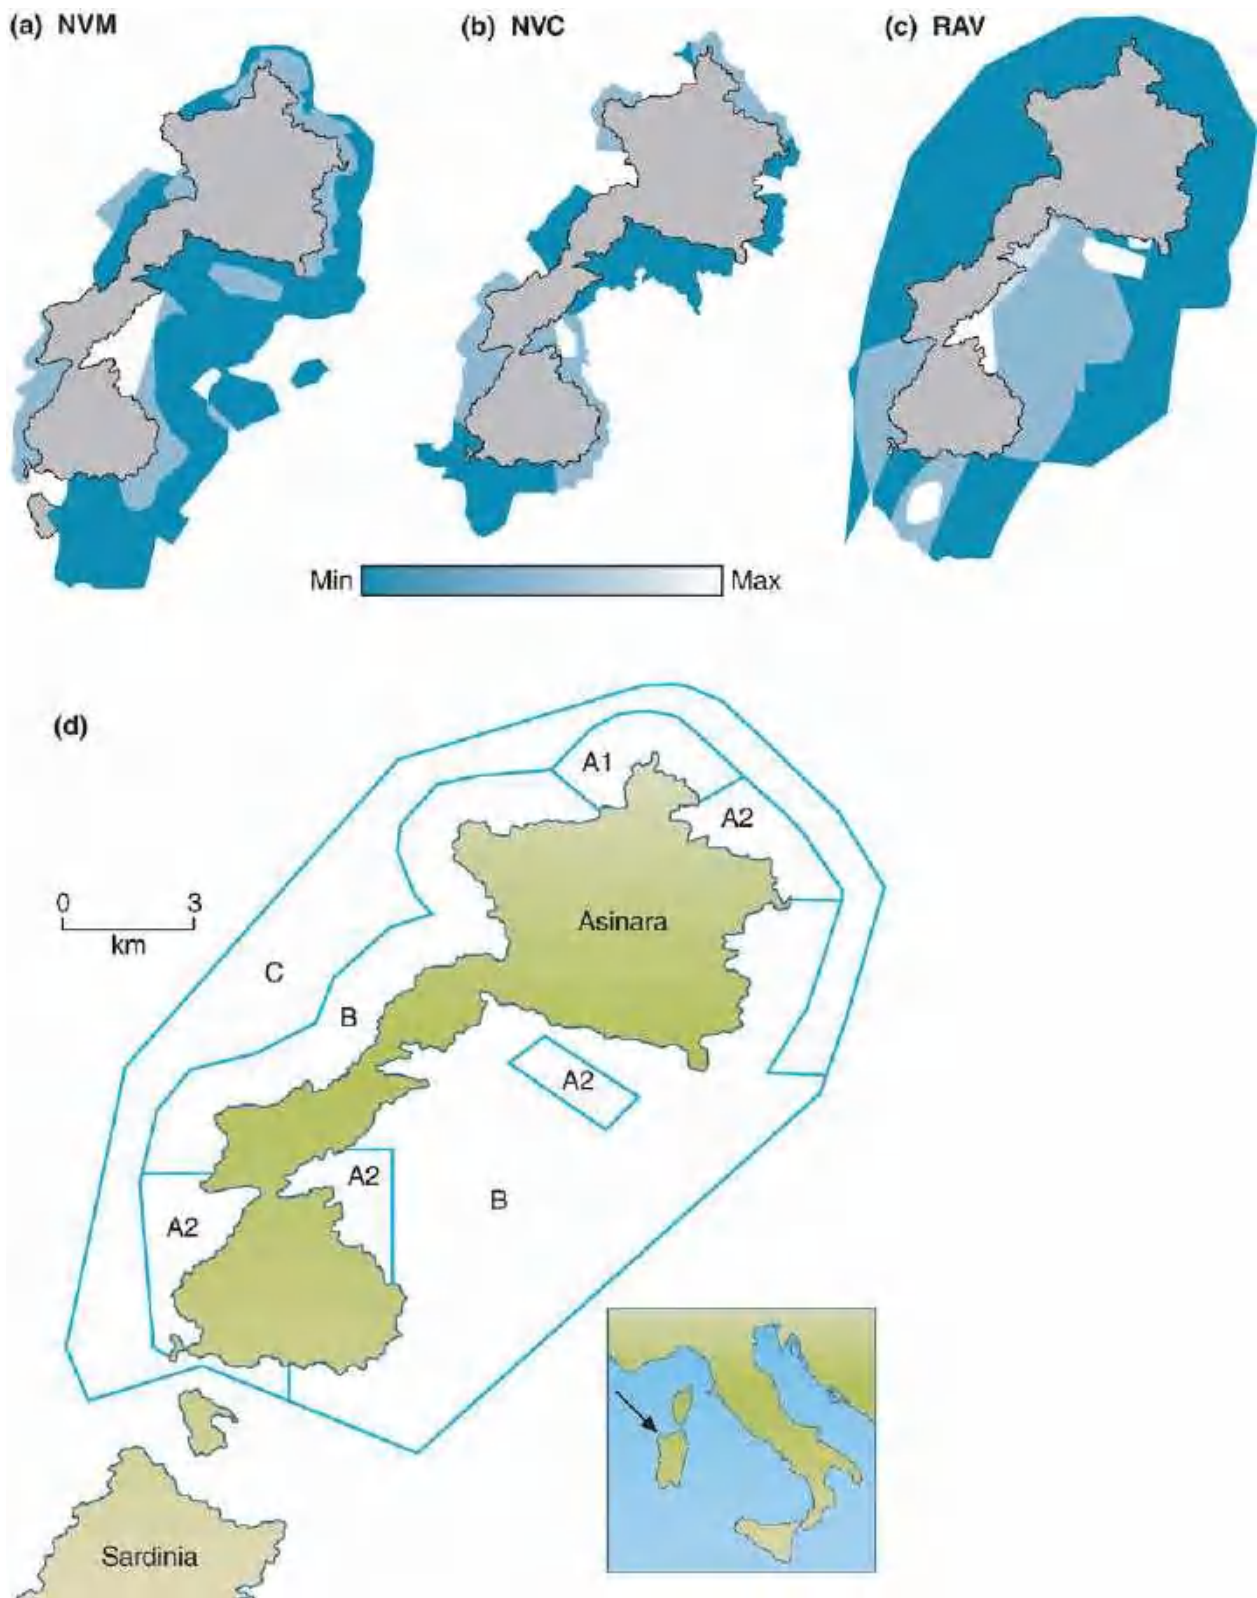 (a) NVM
(b) NVC
(c) RAV
Min
Max
(d)
A1
A2
0 3
km
Asinara
C
B
A2
A2
B
A2
Sardinia